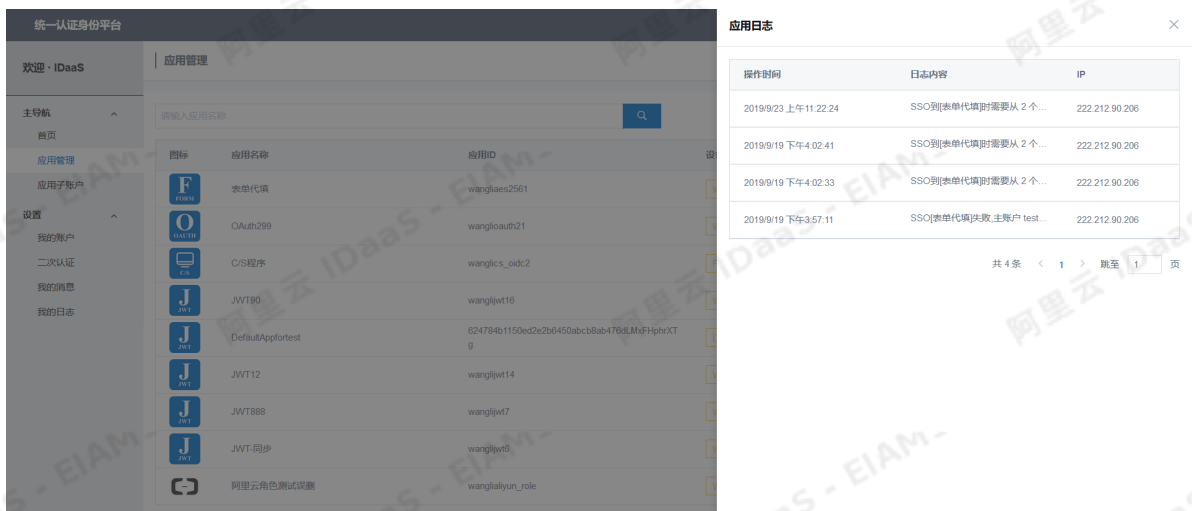 统一认证身份平台
欢迎 · IDaaS
主导航
首页
应用管理
应用子账户
设置
我的账户
二次认证
我的消息
我的日志
应用管理
请输入应用名称
图标 应用名称 应用ID
FORM 表单代填 wangliaes2561
OAUTH OAuth299 wanglioauth21
C/S C/S程序 wanglics_oidc2
JWT JWT90 wanglijwt16
JWT DefaultAppfortest 624784b1150ed2e2b6450abcb8ab476dLMxFHphrXT
g
JWT JWT12 wanglijwt14
JWT JWT888 wanglijwt7
JWT JWT-同步 wanglijwt6
阿里云角色测试误删 wanglialiyun_role
应用日志
操作时间 日志内容 IP
2019/9/23 上午11:22:24 SSO到[表单代填]时需要从 2 个... 222.212.90.206
2019/9/19 下午4:02:41 SSO到[表单代填]时需要从 2 个... 222.212.90.206
2019/9/19 下午4:02:33 SSO到[表单代填]时需要从 2 个... 222.212.90.206
2019/9/19 下午3:57:11 SSO[表单代填]失败,主账户 test... 222.212.90.206
共 4 条 < 1 > 跳至 1 页
阿里云 IDaaS - EIAM